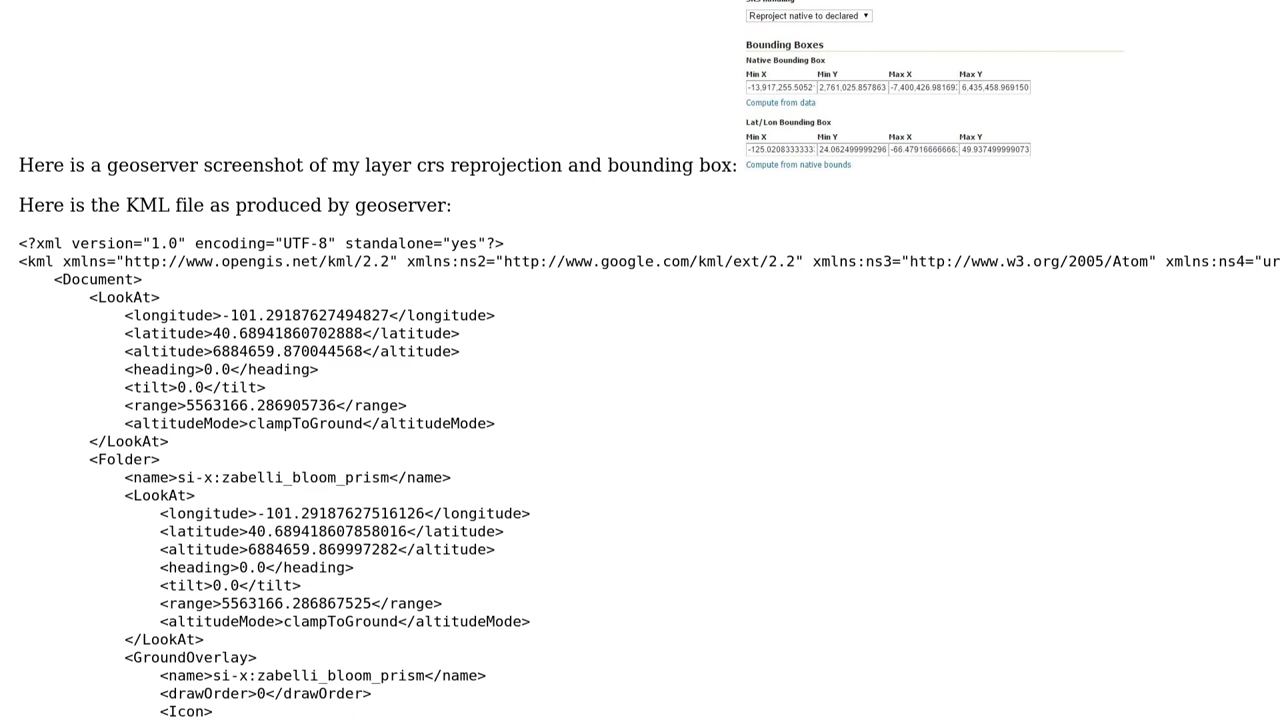 Reproject native to declared ▼
Bounding Boxes
Native Bounding Box
Min X Min Y Max X Max Y
-13,917,255.5052 2,761,025.857863 -7,400,426.98169 6,435,458.969150
Compute from data
Lat/Lon Bounding Box
Min X Min Y Max X Max Y
-125.0208333333 24.062499999296 -66.47916666666 49.937499999073
Compute from native bounds
Here is a geoserver screenshot of my layer crs reprojection and bounding box:
Here is the KML file as produced by geoserver:
<?xml version="1.0" encoding="UTF-8" standalone="yes"?>
<kml xmlns="http://www.opengis.net/kml/2.2" xmlns:ns2="http://www.google.com/kml/ext/2.2" xmlns:ns3="http://www.w3.org/2005/Atom" xmlns:ns4="ur
<Document>
<LookAt>
<longitude>-101.29187627494827</longitude>
<latitude>40.68941860702888</latitude>
<altitude>6884659.870044568</altitude>
<heading>0.0</heading>
<tilt>0.0</tilt>
<range>5563166.286905736</range>
<altitudeMode>clampToGround</altitudeMode>
</LookAt>
<Folder>
<name>si-x:zabelli_bloom_prism</name>
<LookAt>
<longitude>-101.29187627516126</longitude>
<latitude>40.689418607858016</latitude>
<altitude>6884659.869997282</altitude>
<heading>0.0</heading>
<tilt>0.0</tilt>
<range>5563166.286867525</range>
<altitudeMode>clampToGround</altitudeMode>
</LookAt>
<GroundOverlay>
<name>si-x:zabelli_bloom_prism</name>
<drawOrder>0</drawOrder>
<Icon>